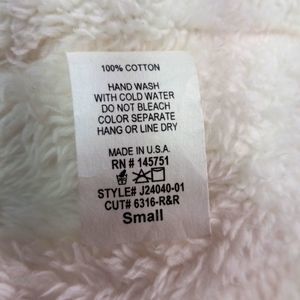 100% COTTON
HAND WASH
WITH COLD WATER
DO NOT BLEACH
COLOR SEPARATE
HANG OR LINE DRY
MADE IN U.S.A.
RN # 145751
STYLE# J24040-01
CUT# 6316-R&R
Small